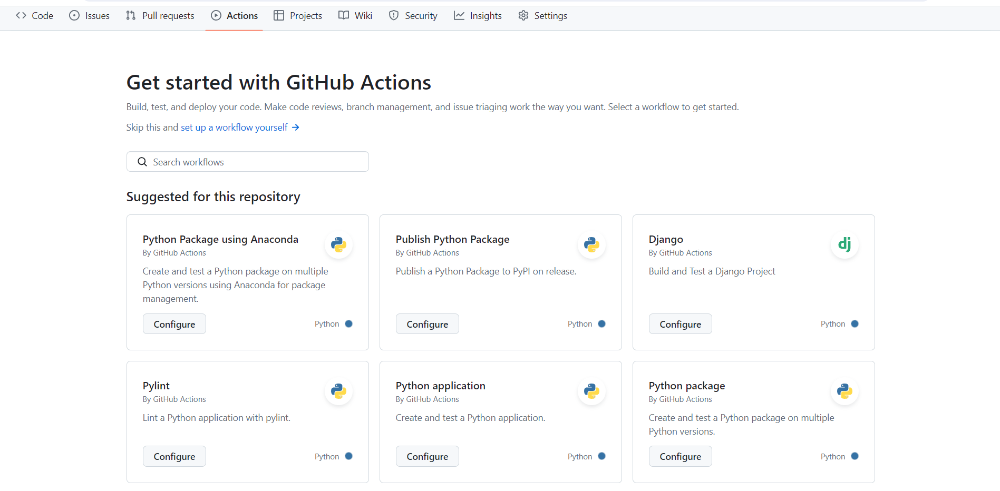 Code Issues Pull requests Actions Projects Wiki Security Insights Settings
Get started with GitHub Actions
Build, test, and deploy your code. Make code reviews, branch management, and issue triaging work the way you want. Select a workflow to get started.
Skip this and set up a workflow yourself →
Search workflows
Suggested for this repository
Python Package using Anaconda
By GitHub Actions
Create and test a Python package on multiple
Python versions using Anaconda for package
management.
Configure Python
Publish Python Package
By GitHub Actions
Publish a Python Package to PyPI on release.
Configure Python
Django
By GitHub Actions
dj
Build and Test a Django Project
Configure Python
Pylint
By GitHub Actions
Lint a Python application with pylint.
Configure Python
Python application
By GitHub Actions
Create and test a Python application.
Configure Python
Python package
By GitHub Actions
Create and test a Python package on multiple
Python versions.
Configure Python